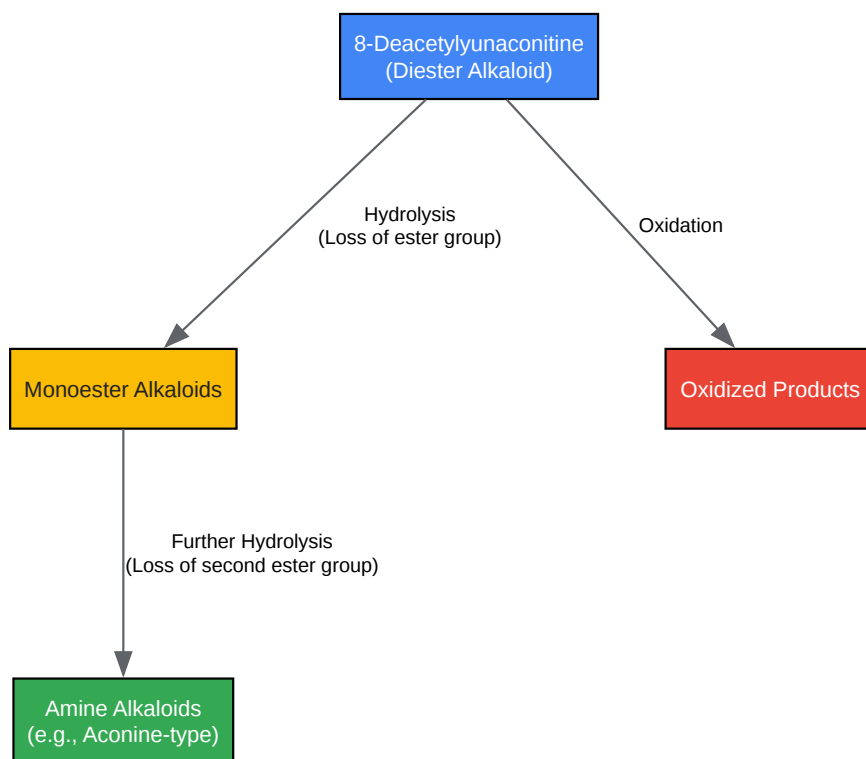 8-Deacetylyunaconitine
(Diester Alkaloid)
Hydrolysis
(Loss of ester group)
Oxidation
Monoester Alkaloids
Oxidized Products
Further Hydrolysis
(Loss of second ester group)
Amine Alkaloids
(e.g., Aconine-type)